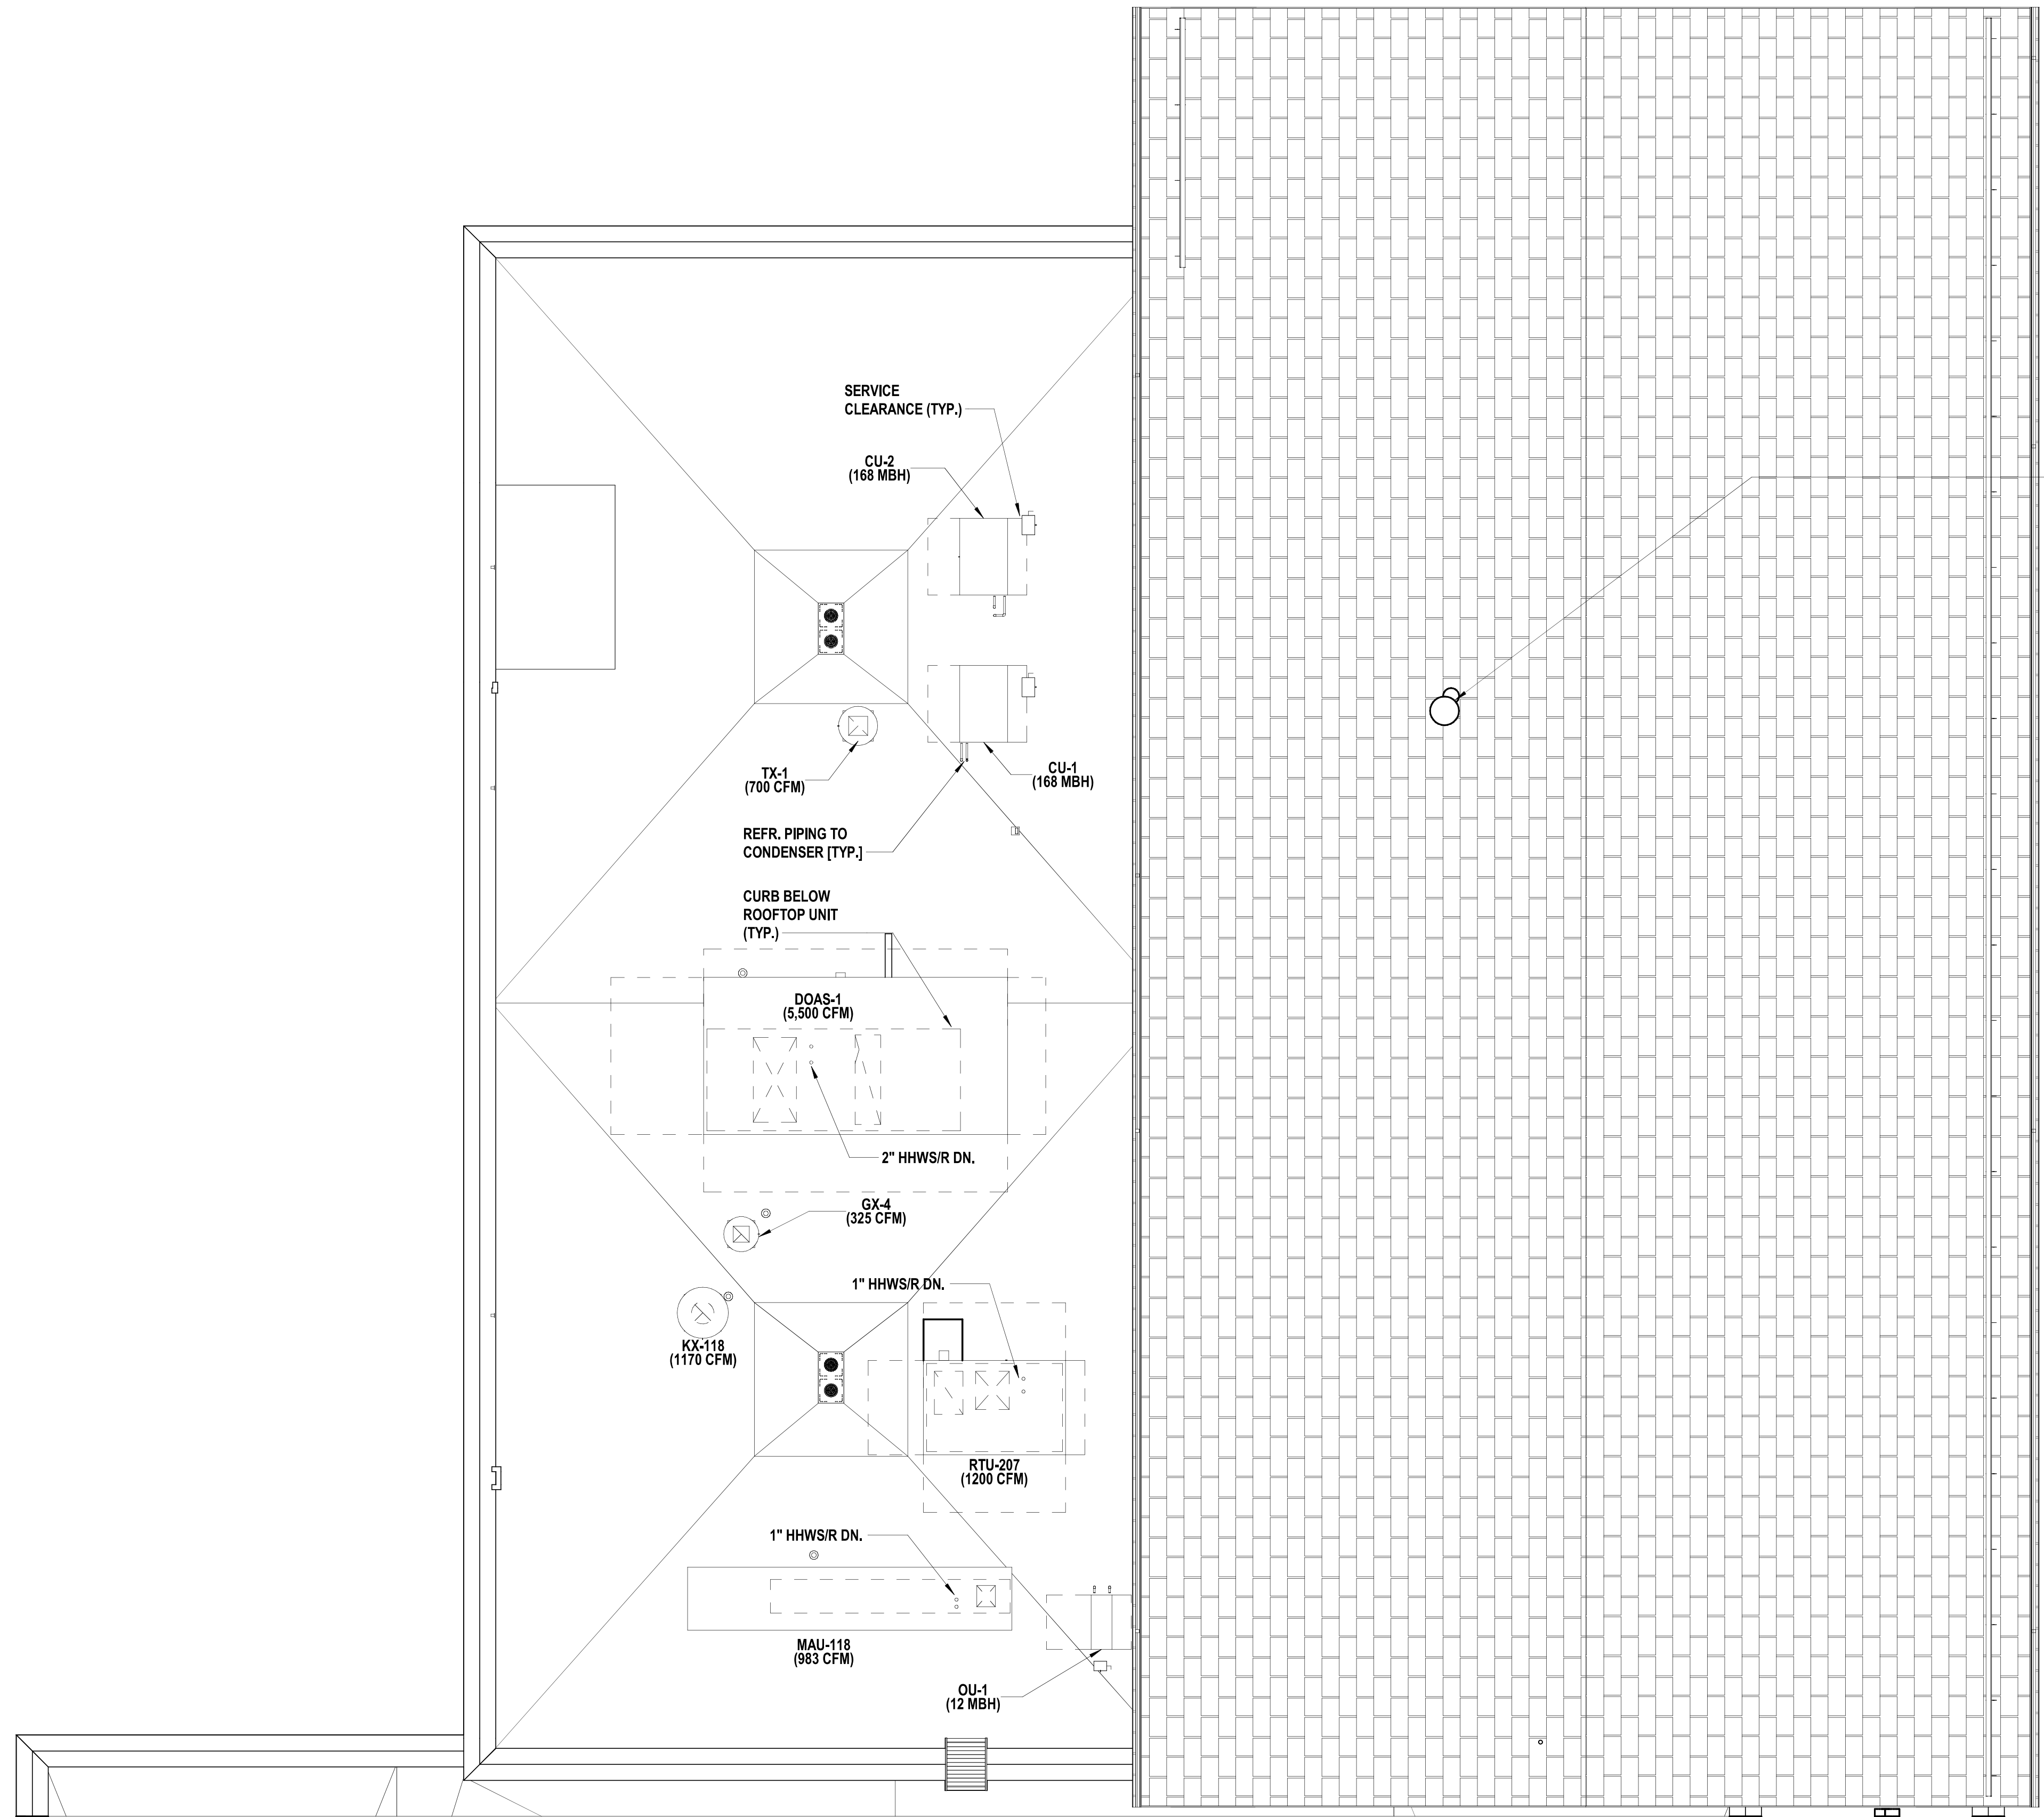 SERVICE
CLEARANCE (TYP.)
CU-2
(168 MBH)
TX-1
(700 CFM)
CU-1
(168 MBH)
REFR. PIPING TO
CONDENSER [TYP.]
CURB BELOW
ROOFTOP UNIT
(TYP.)
DOAS-1
(5,500 CFM)
2" HHWS/R DN.
GX-4
(325 CFM)
1" HHWS/R DN.
KX-118
(1170 CFM)
RTU-207
(1200 CFM)
1" HHWS/R DN.
MAU-118
(983 CFM)
OU-1
(12 MBH)